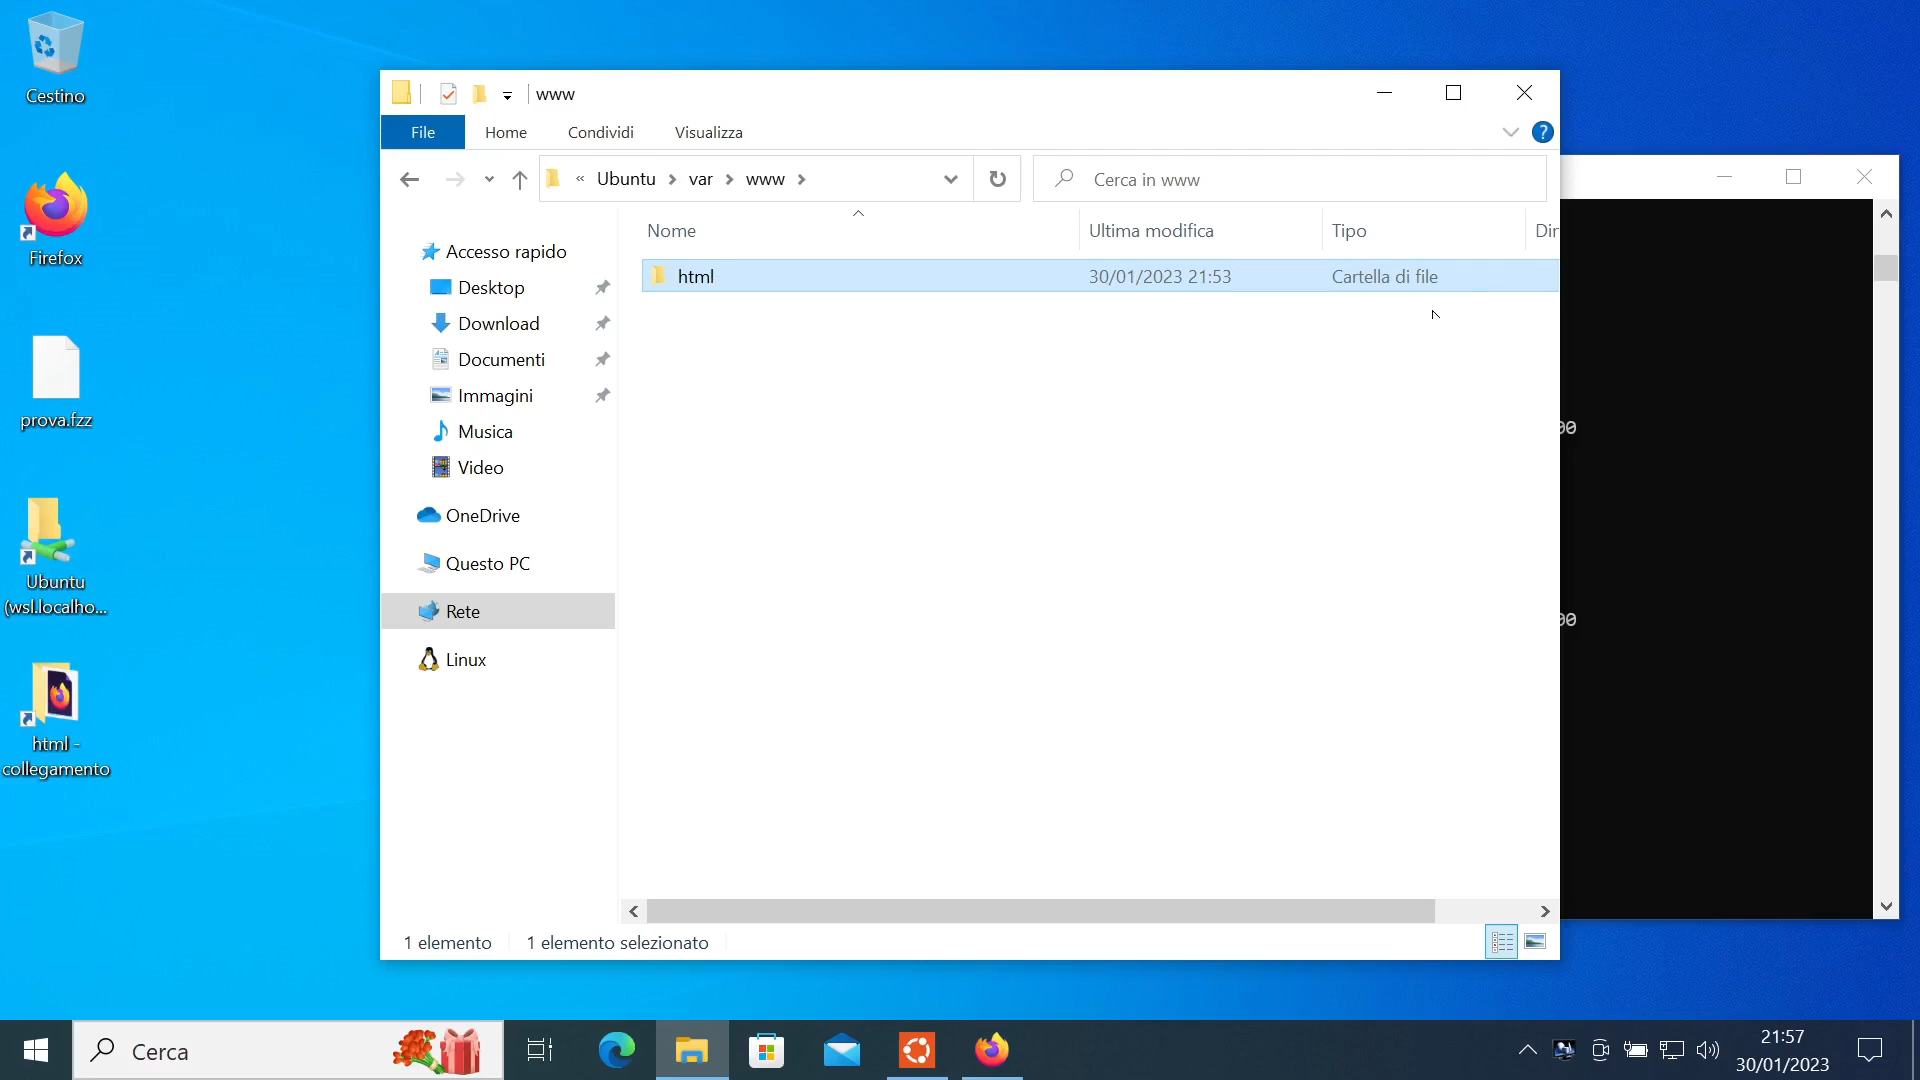 Cestino
Firefox
prova.fzz
Ubuntu
(wsl.localho...
html -
collegamento
www
File
Home
Condividi
Visualizza
« Ubuntu var www
Cerca in www
Nome
Ultima modifica
Tipo
Dir
html
30/01/2023 21:53
Cartella di file
Accesso rapido
Desktop
Download
Documenti
Immagini
Musica
Video
OneDrive
Questo PC
Rete
Linux
1 elemento
1 elemento selezionato
Cerca
21:57
30/01/2023